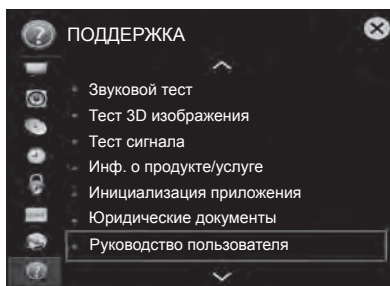 ПОДДЕРЖКА
Звуковой тест
Тест 3D изображения
Тест сигнала
Инф. о продукте/услуге
Инициализация приложения
Юридические документы
Руководство пользователя